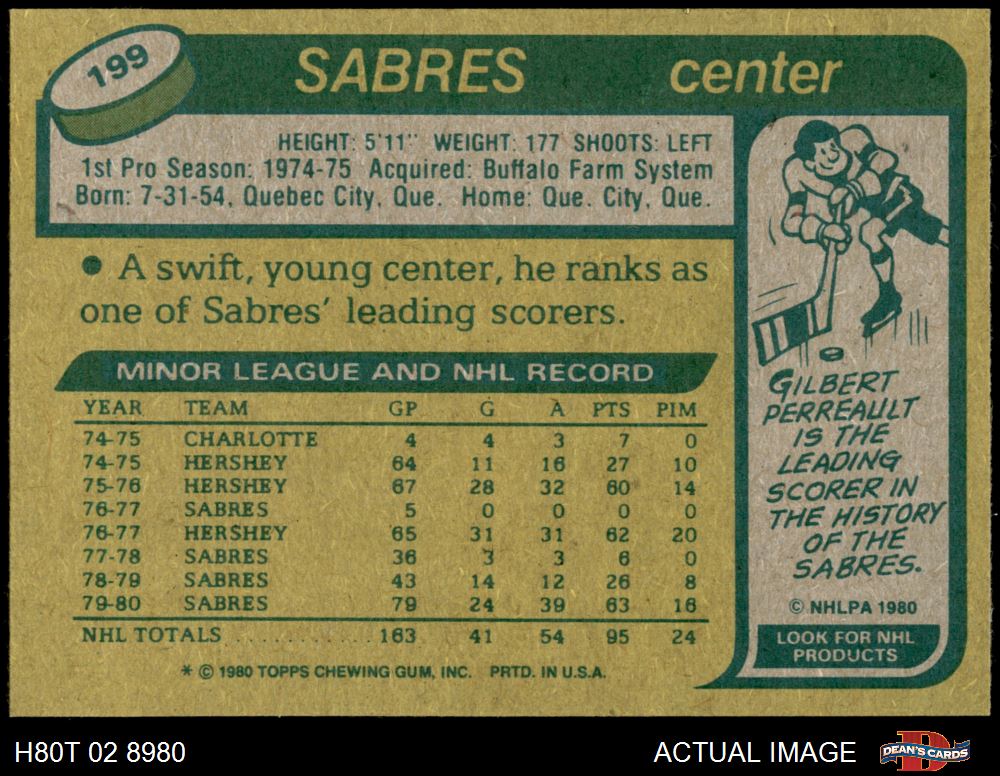 199
SABRES center
HEIGHT: 5'11" WEIGHT: 177 SHOOTS: LEFT
1st Pro Season: 1974-75 Acquired: Buffalo Farm System
Born: 7-31-54, Quebec City, Que. Home: Que. City, Que.
● A swift, young center, he ranks as
one of Sabres' leading scorers.
MINOR LEAGUE AND NHL RECORD
YEAR TEAM GP G A PTS PIM
74-75 CHARLOTTE 4 4 3 7 0
74-75 HERSHEY 64 11 16 27 10
75-76 HERSHEY 67 28 32 60 14
76-77 SABRES 5 0 0 0 0
76-77 HERSHEY 65 31 31 62 20
77-78 SABRES 36 3 3 6 0
78-79 SABRES 43 14 12 26 8
79-80 SABRES 79 24 39 63 16
NHL TOTALS .......... 163 41 54 95 24
* © 1980 TOPPS CHEWING GUM, INC. PRTD. IN U.S.A.
GILBERT
PERREAULT
IS THE
LEADING
SCORER IN
THE HISTORY
OF THE
SABRES.
© NHLPA 1980
LOOK FOR NHL
PRODUCTS
H80T 02 8980
ACTUAL IMAGE
D
DEAN'S CARDS